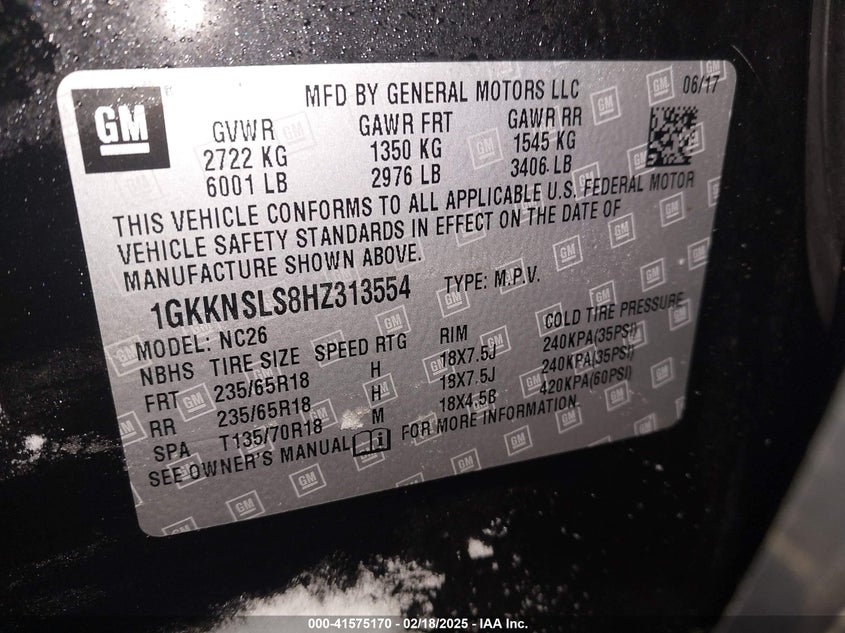 GM
MFD BY GENERAL MOTORS LLC 06/17
GVWR GAWR FRT GAWR RR
2722 KG 1350 KG 1545 KG
6001 LB 2976 LB 3406 LB
THIS VEHICLE CONFORMS TO ALL APPLICABLE U.S. FEDERAL MOTOR
VEHICLE SAFETY STANDARDS IN EFFECT ON THE DATE OF
MANUFACTURE SHOWN ABOVE.
1GKKNSLS8HZ313554 TYPE: M.P.V.
MODEL: NC26
NBHS TIRE SIZE SPEED RTG RIM COLD TIRE PRESSURE
FRT 235/65R18 H 18X7.5J 240KPA(35PSI)
RR 235/65R18 H 18X7.5J 240KPA(35PSI)
SPA T135/70R18 M 18X4.5B 420KPA(60PSI)
SEE OWNER'S MANUAL FOR MORE INFORMATION.
000-41575170 - 02/18/2025 - IAA Inc.